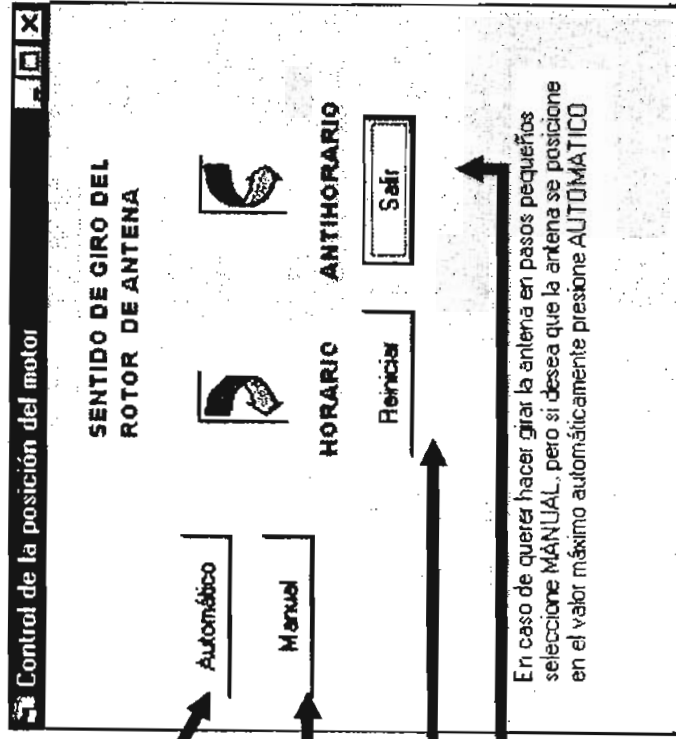 Control de la posición del motor
SENTIDO DE GIRO DEL
ROTOR DE ANTENA
Automático
Manual
HORARIO
ANTIHORARIO
Reiniciar
Salir
En caso de querer hacer girar la antena en pasos pequeños
seleccione MANUAL, pero si desea que la antena se posicione
en el valor máximo automáticamente presione AUTOMATICO